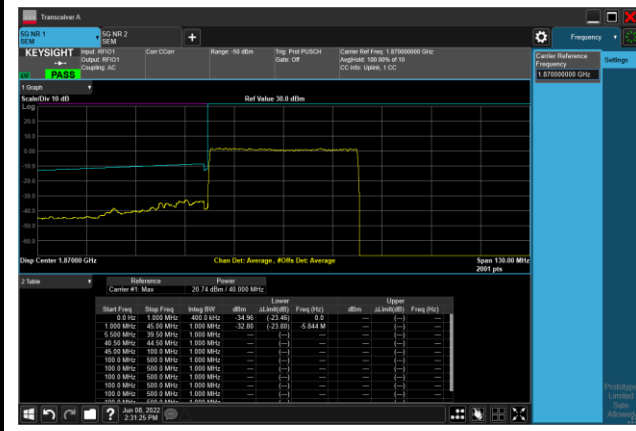 Transceiver A
5G NR 1
SEM
5G NR 2
SEM
Frequency
KEYSIGHT
PASS
Input: RFIO1
Output: RFIO1
Coupling: AC
Corr CCorr
Range: -50 dBm
Trig: Prot PUSCH
Gate: Off
Carrier Ref Freq: 1.870000000 GHz
Avg|Hold: 100.00% of 10
CC Info: Uplink, 1 CC
Carrier Reference
Frequency
1.870000000 GHz
Settings
1 Graph
Scale/Div 10 dB
Ref Value 30.0 dBm
Log
20.0
10.0
0.00
-10.0
-20.0
-30.0
-40.0
-50.0
-60.0
Disp Center 1.87000 GHz
Chan Det: Average , #Offs Det: Average
Span 130.00 MHz
2001 pts
2 Table
Reference Power
Carrier #1: Max 20.74 dBm / 40.000 MHz
Lower Upper
Start Freq Stop Freq Integ BW dBm ΔLimit(dB) Freq (Hz) dBm ΔLimit(dB) Freq (Hz)
0.0 Hz 1.000 MHz 400.0 kHz -34.96 (-23.46) 0.0 --- (---) ---
1.000 MHz 45.00 MHz 1.000 MHz -32.80 (-23.80) -5.844 M --- (---) ---
5.500 MHz 39.50 MHz 1.000 MHz --- (---) --- --- (---) ---
40.50 MHz 44.50 MHz 1.000 MHz --- (---) --- --- (---) ---
45.00 MHz 100.0 MHz 1.000 MHz --- (---) --- --- (---) ---
100.0 MHz 500.0 MHz 1.000 MHz --- (---) --- --- (---) ---
100.0 MHz 500.0 MHz 1.000 MHz --- (---) --- --- (---) ---
100.0 MHz 500.0 MHz 1.000 MHz --- (---) --- --- (---) ---
100.0 MHz 500.0 MHz 1.000 MHz --- (---) --- --- (---) ---
Jun 08, 2022
2:31:25 PM
Prototype
Limited
Sale
Allowed